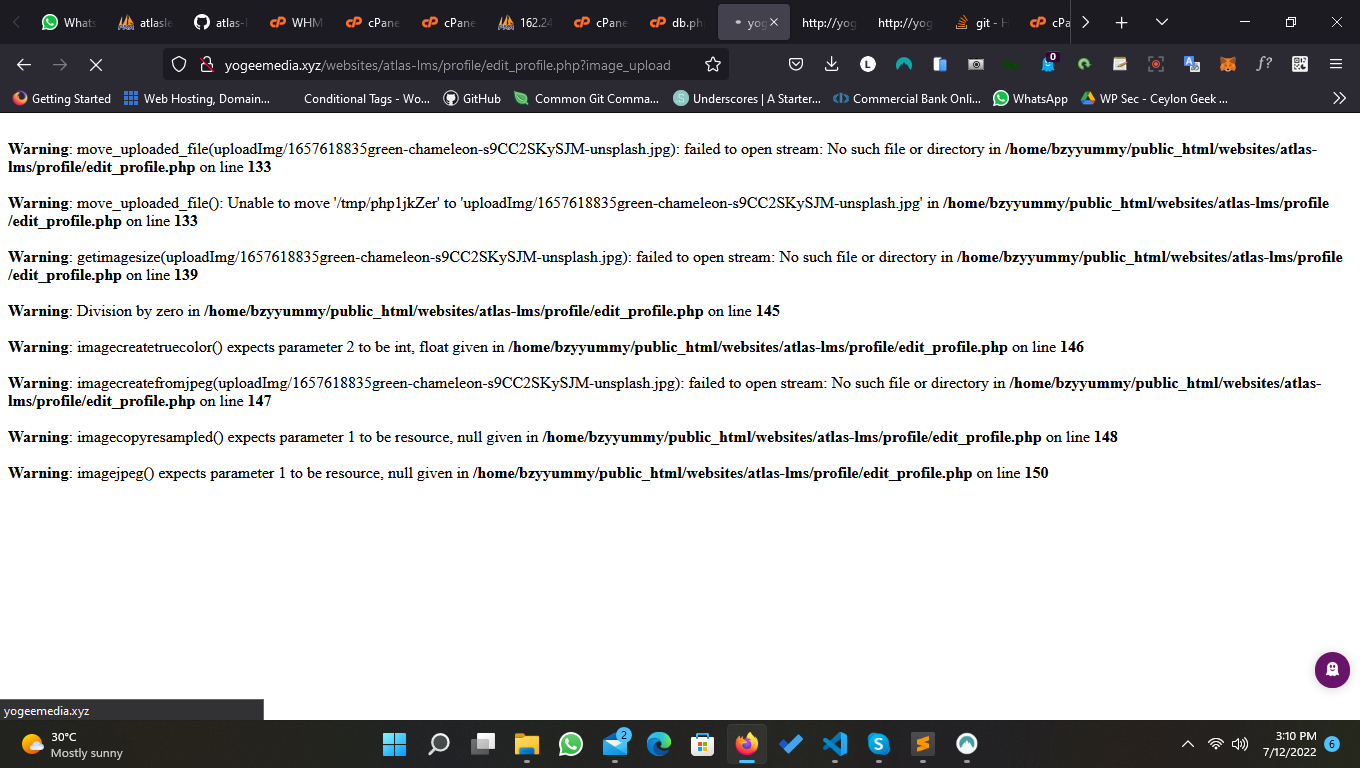 Whats
atlasle
atlas-l
WHM
cPane
cPane
162.24
cPane
db.ph
yog
http://yog
http://yog
git - H
cPa
yogeemedia.xyz/websites/atlas-lms/profile/edit_profile.php?image_upload
L
0
f?
Getting Started
Web Hosting, Domain...
Conditional Tags - Wo...
GitHub
Common Git Comma...
S
Underscores | A Starter...
Commercial Bank Onli...
WhatsApp
WP Sec - Ceylon Geek ...
Warning: move_uploaded_file(uploadImg/1657618835green-chameleon-s9CC2SKySJM-unsplash.jpg): failed to open stream: No such file or directory in /home/bzyyummy/public_html/websites/atlas-
lms/profile/edit_profile.php on line 133
Warning: move_uploaded_file(): Unable to move '/tmp/php1jkZer' to 'uploadImg/1657618835green-chameleon-s9CC2SKySJM-unsplash.jpg' in /home/bzyyummy/public_html/websites/atlas-lms/profile
/edit_profile.php on line 133
Warning: getimagesize(uploadImg/1657618835green-chameleon-s9CC2SKySJM-unsplash.jpg): failed to open stream: No such file or directory in /home/bzyyummy/public_html/websites/atlas-lms/profile
/edit_profile.php on line 139
Warning: Division by zero in /home/bzyyummy/public_html/websites/atlas-lms/profile/edit_profile.php on line 145
Warning: imagecreatetruecolor() expects parameter 2 to be int, float given in /home/bzyyummy/public_html/websites/atlas-lms/profile/edit_profile.php on line 146
Warning: imagecreatefromjpeg(uploadImg/1657618835green-chameleon-s9CC2SKySJM-unsplash.jpg): failed to open stream: No such file or directory in /home/bzyyummy/public_html/websites/atlas-
lms/profile/edit_profile.php on line 147
Warning: imagecopyresampled() expects parameter 1 to be resource, null given in /home/bzyyummy/public_html/websites/atlas-lms/profile/edit_profile.php on line 148
Warning: imagejpeg() expects parameter 1 to be resource, null given in /home/bzyyummy/public_html/websites/atlas-lms/profile/edit_profile.php on line 150
yogeemedia.xyz
30°C
Mostly sunny
2
3:10 PM
7/12/2022
6